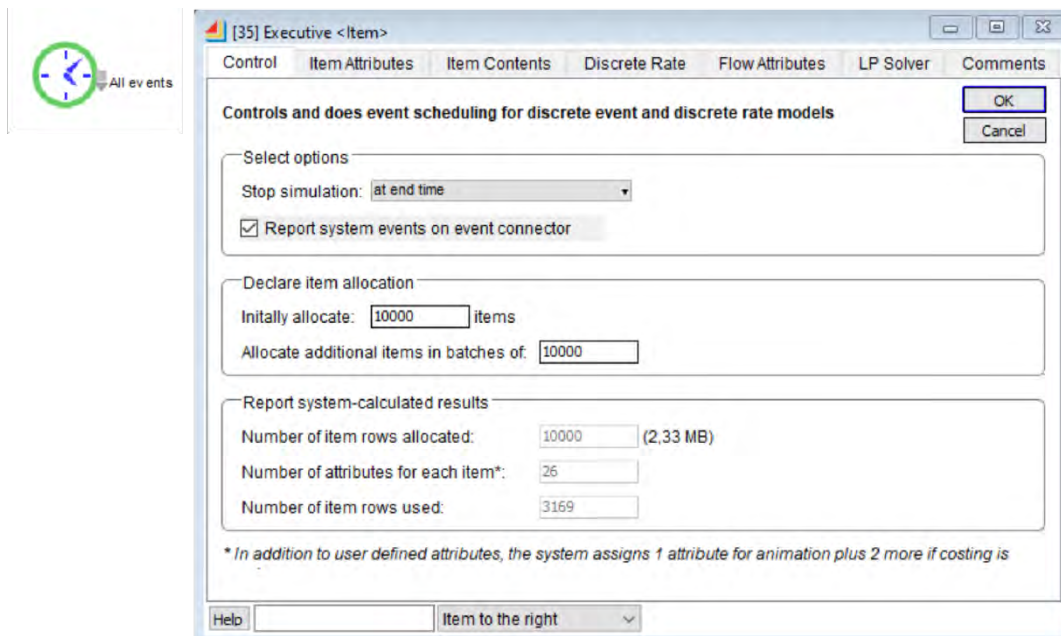 All events
[35] Executive <Item>
Control Item Attributes Item Contents Discrete Rate Flow Attributes LP Solver Comments
Controls and does event scheduling for discrete event and discrete rate models
OK
Cancel
Select options
Stop simulation: at end time
Report system events on event connector
Declare item allocation
Initally allocate: 10000 items
Allocate additional items in batches of: 10000
Report system-calculated results
Number of item rows allocated: 10000 (2,33 MB)
Number of attributes for each item*: 26
Number of item rows used: 3169
* In addition to user defined attributes, the system assigns 1 attribute for animation plus 2 more if costing is
Help Item to the right